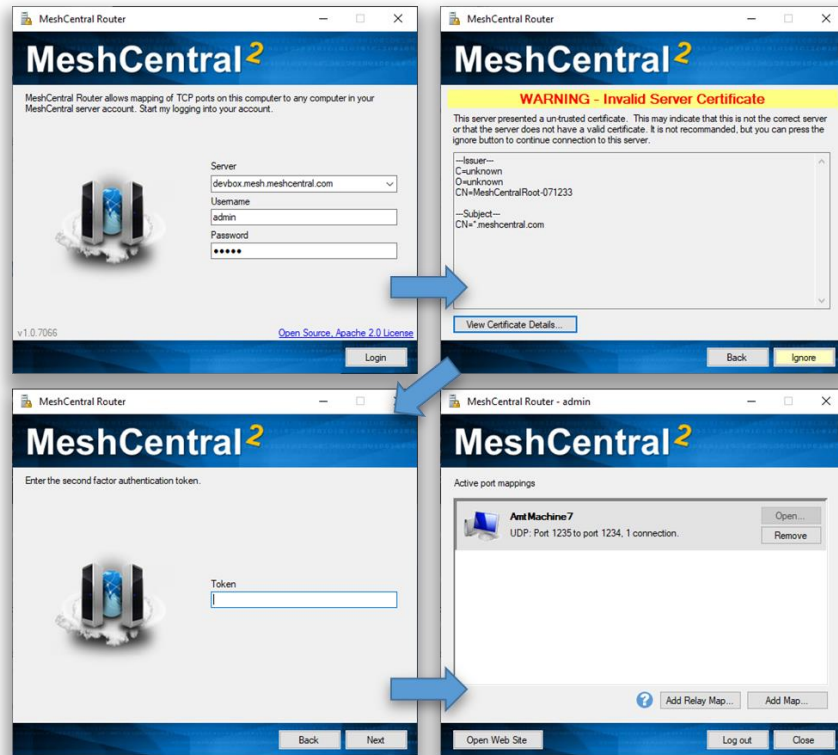 MeshCentral Router
MeshCentral2
MeshCentral Router allows mapping of TCP ports on this computer to any computer in your
MeshCentral server account. Start my logging into your account.
Server
devbox.mesh.meshcentral.com
Username
admin
Password
•••••
v1.0.7066
Open Source, Apache 2.0 License
Login
MeshCentral Router
MeshCentral2
WARNING - Invalid Server Certificate
This server presented a un-trusted certificate. This may indicate that this is not the correct server
or that the server does not have a valid certificate. It is not recommanded, but you can press the
ignore button to continue connection to this server.
---Issuer---
C=unknown
O=unknown
CN=MeshCentralRoot-071233
---Subject---
CN=*.meshcentral.com
View Certificate Details...
Back
Ignore
MeshCentral Router
MeshCentral2
Enter the second factor authentication token.
Token
Back
Next
MeshCentral Router - admin
MeshCentral2
Active port mappings
AmtMachine7
UDP: Port 1235 to port 1234, 1 connection.
Open...
Remove
Add Relay Map...
Add Map...
Open Web Site
Log out
Close